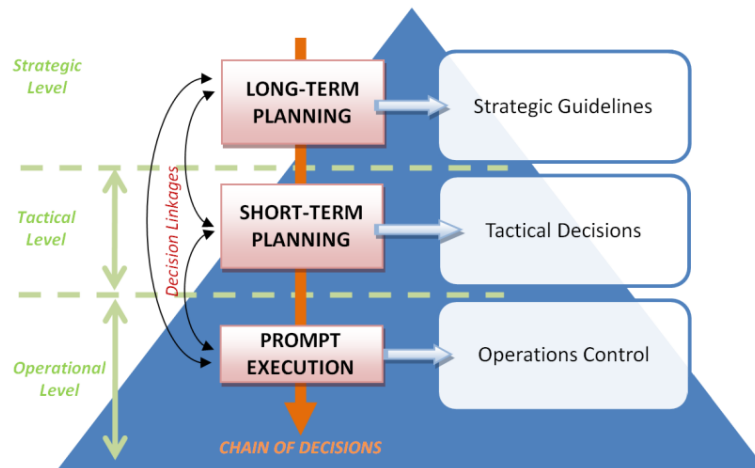 Strategic
Level
LONG-TERM
PLANNING
Strategic Guidelines
Decision Linkages
Tactical
Level
SHORT-TERM
PLANNING
Tactical Decisions
Operational
Level
PROMPT
EXECUTION
Operations Control
CHAIN OF DECISIONS